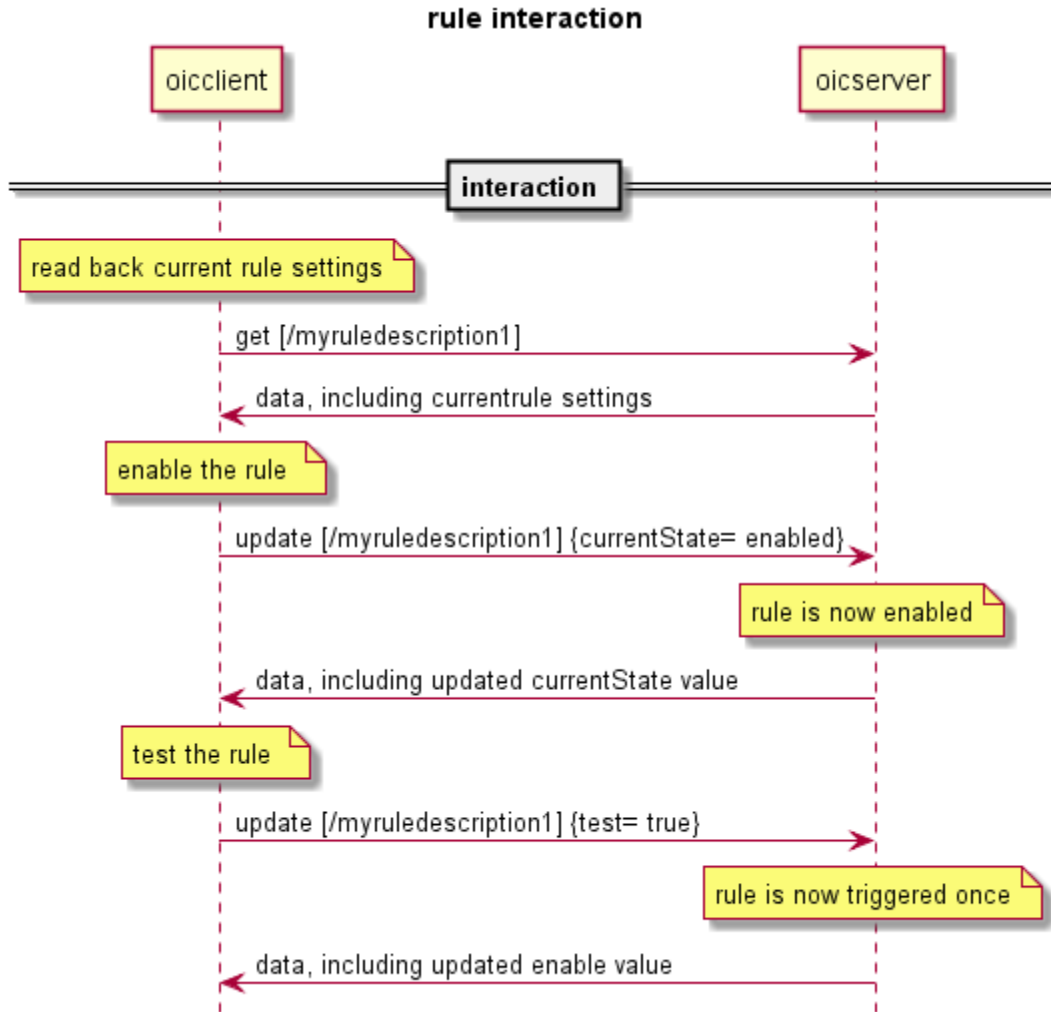 rule interaction
oicclient
oicserver
interaction
read back current rule settings
get [/myruledescription1]
data, including currentrule settings
enable the rule
update [/myruledescription1] {currentState= enabled}
rule is now enabled
data, including updated currentState value
test the rule
update [/myruledescription1] {test= true}
rule is now triggered once
data, including updated enable value